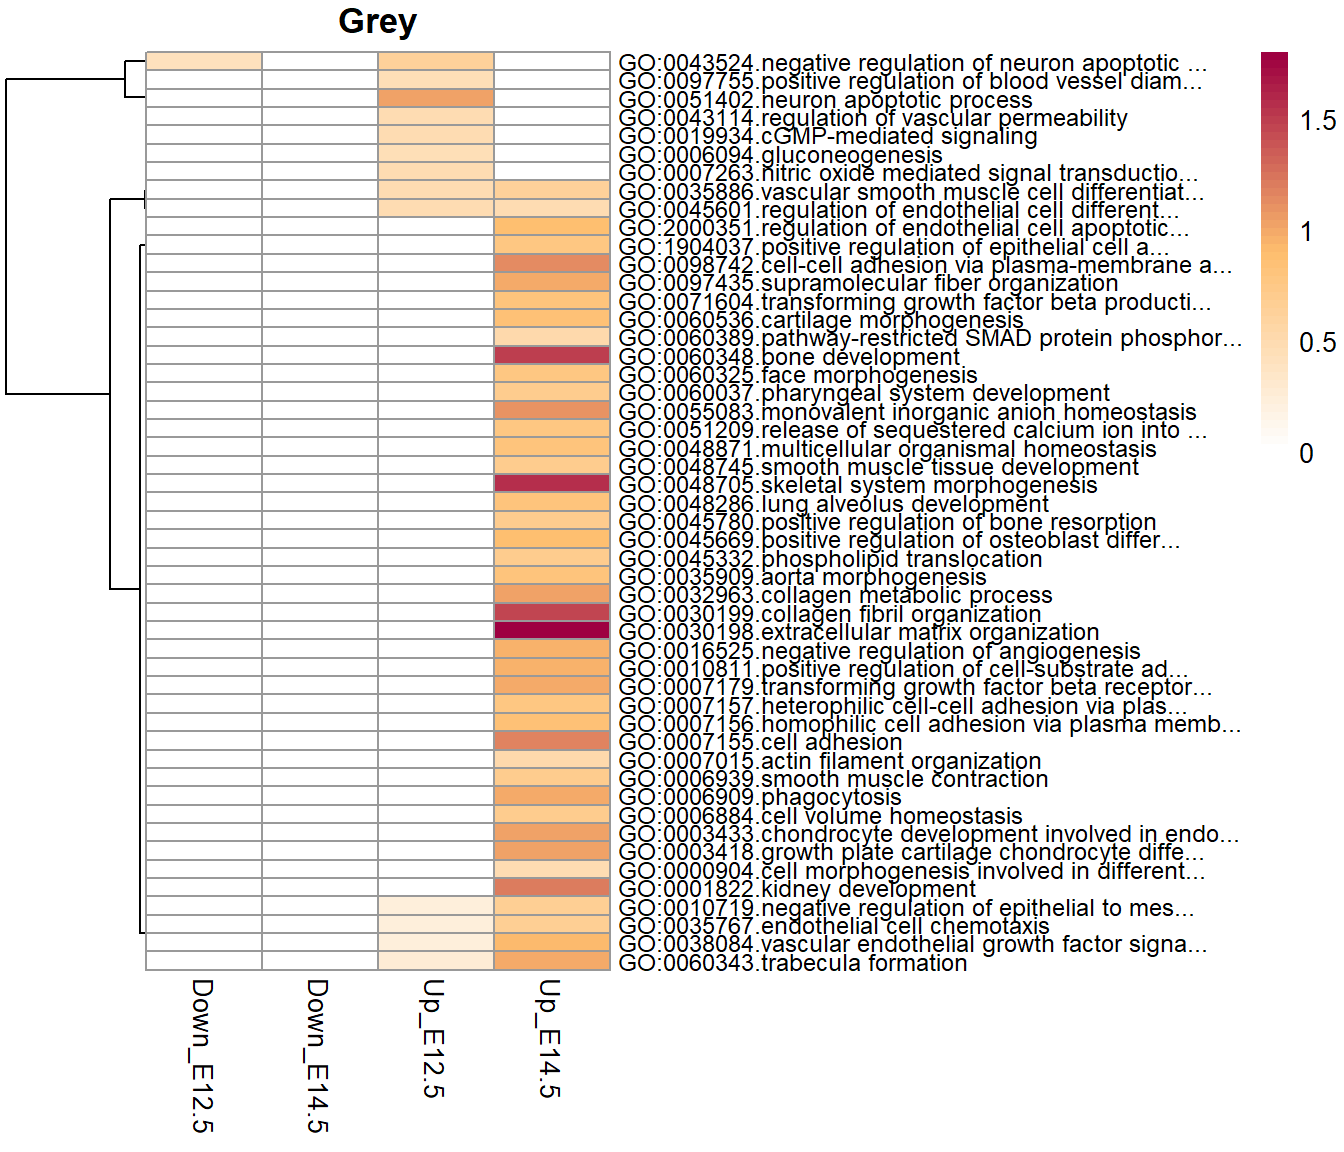 Grey
GO:0043524.negative regulation of neuron apoptotic ...
GO:0097755.positive regulation of blood vessel diam...
GO:0051402.neuron apoptotic process
GO:0043114.regulation of vascular permeability
GO:0019934.cGMP-mediated signaling
GO:0006094.gluconeogenesis
GO:0007263.nitric oxide mediated signal transductio...
GO:0035886.vascular smooth muscle cell differentiat...
GO:0045601.regulation of endothelial cell different...
GO:2000351.regulation of endothelial cell apoptotic...
GO:1904037.positive regulation of epithelial cell a...
GO:0098742.cell-cell adhesion via plasma-membrane a...
GO:0097435.supramolecular fiber organization
GO:0071604.transforming growth factor beta producti...
GO:0060536.cartilage morphogenesis
GO:0060389.pathway-restricted SMAD protein phosphor...
GO:0060348.bone development
GO:0060325.face morphogenesis
GO:0060037.pharyngeal system development
GO:0055083.monovalent inorganic anion homeostasis
GO:0051209.release of sequestered calcium ion into ...
GO:0048871.multicellular organismal homeostasis
GO:0048745.smooth muscle tissue development
GO:0048705.skeletal system morphogenesis
GO:0048286.lung alveolus development
GO:0045780.positive regulation of bone resorption
GO:0045669.positive regulation of osteoblast differ...
GO:0045332.phospholipid translocation
GO:0035909.aorta morphogenesis
GO:0032963.collagen metabolic process
GO:0030199.collagen fibril organization
GO:0030198.extracellular matrix organization
GO:0016525.negative regulation of angiogenesis
GO:0010811.positive regulation of cell-substrate ad...
GO:0007179.transforming growth factor beta receptor...
GO:0007157.heterophilic cell-cell adhesion via plas...
GO:0007156.homophilic cell adhesion via plasma memb...
GO:0007155.cell adhesion
GO:0007015.actin filament organization
GO:0006939.smooth muscle contraction
GO:0006909.phagocytosis
GO:0006884.cell volume homeostasis
GO:0003433.chondrocyte development involved in endo...
GO:0003418.growth plate cartilage chondrocyte diffe...
GO:0000904.cell morphogenesis involved in different...
GO:0001822.kidney development
GO:0010719.negative regulation of epithelial to mes...
GO:0035767.endothelial cell chemotaxis
GO:0038084.vascular endothelial growth factor signa...
GO:0060343.trabecula formation
1.5
1
0.5
0
Down_E12.5
Down_E14.5
Up_E12.5
Up_E14.5